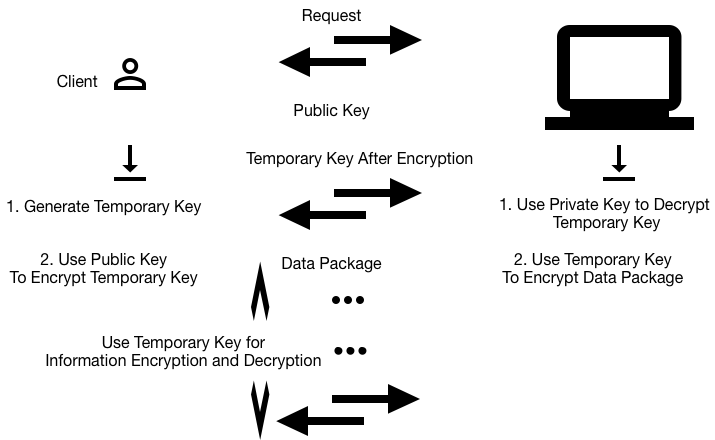 Request
Client
Public Key
Temporary Key After Encryption
1. Generate Temporary Key
1. Use Private Key to Decrypt
Temporary Key
2. Use Public Key
To Encrypt Temporary Key
Data Package
2. Use Temporary Key
To Encrypt Data Package
Use Temporary Key for
Information Encryption and Decryption